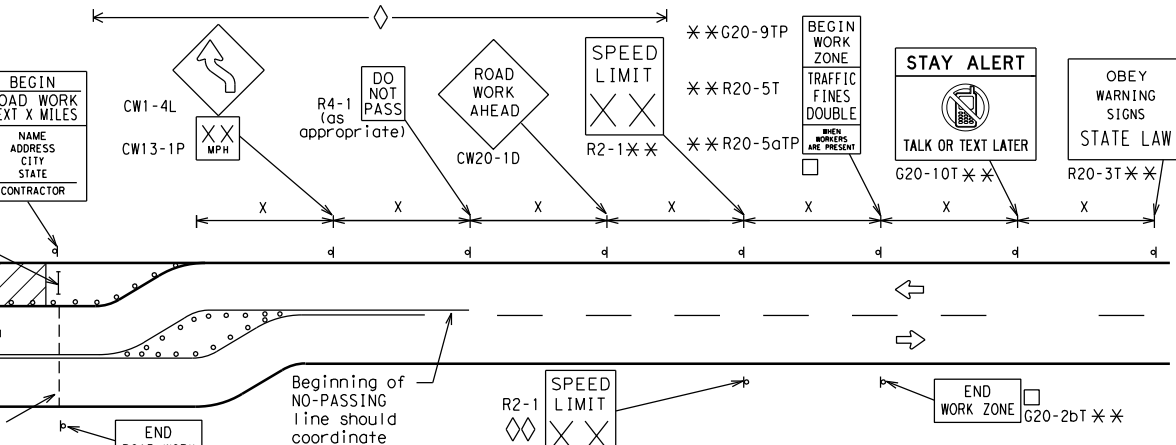 BEGIN
ROAD WORK
NEXT X MILES
NAME
ADDRESS
CITY
STATE
CONTRACTOR
CW1-4L
CW13-1P
XX
MPH
R4-1
(as
appropriate)
DO
NOT
PASS
ROAD
WORK
AHEAD
CW20-1D
SPEED
LIMIT
X X
R2-1 **
**G20-9TP
**R20-5T
**R20-5aTP
BEGIN
WORK
ZONE
TRAFFIC
FINES
DOUBLE
WHEN
WORKERS
ARE PRESENT
STAY ALERT
TALK OR TEXT LATER
G20-10T **
OBEY
WARNING
SIGNS
STATE LAW
R20-3T **
X X X X X X X
Beginning of
NO-PASSING
line should
coordinate
R2-1
SPEED
LIMIT
X X
END
WORK ZONE
G20-2bT **
END